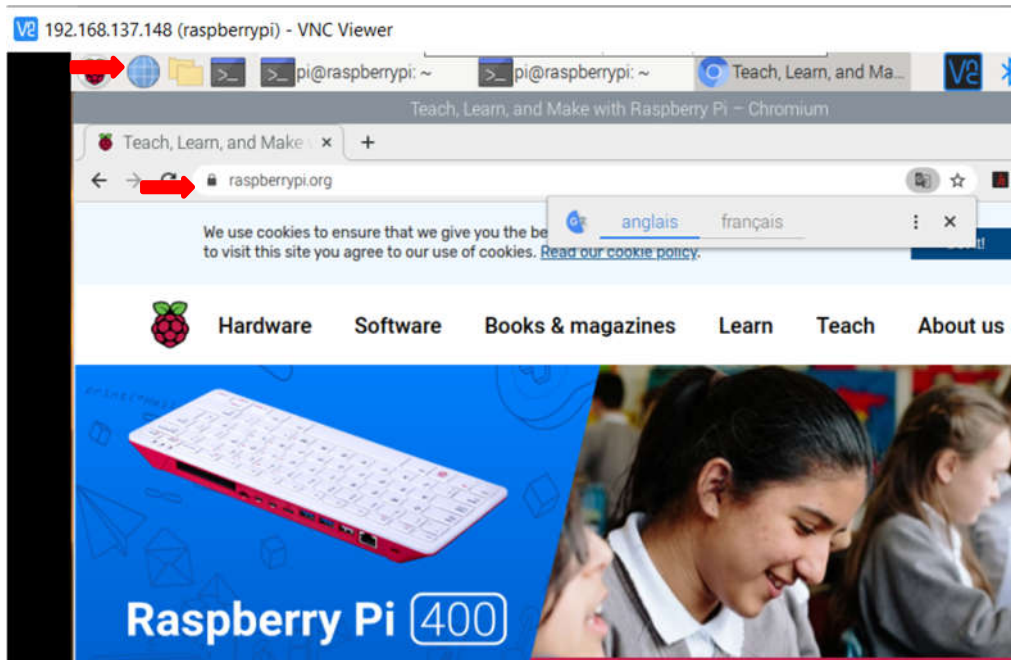 192.168.137.148 (raspberrypi) - VNC Viewer
pi@raspberrypi: ~ pi@raspberrypi: ~ Teach, Learn, and Ma...
Teach, Learn, and Make with Raspberry Pi – Chromium
Teach, Learn, and Make
raspberrypi.org
anglais français
We use cookies to ensure that we give you the be
to visit this site you agree to our use of cookies. Read our cookie policy.
Hardware Software Books & magazines Learn Teach About us
Raspberry Pi 400